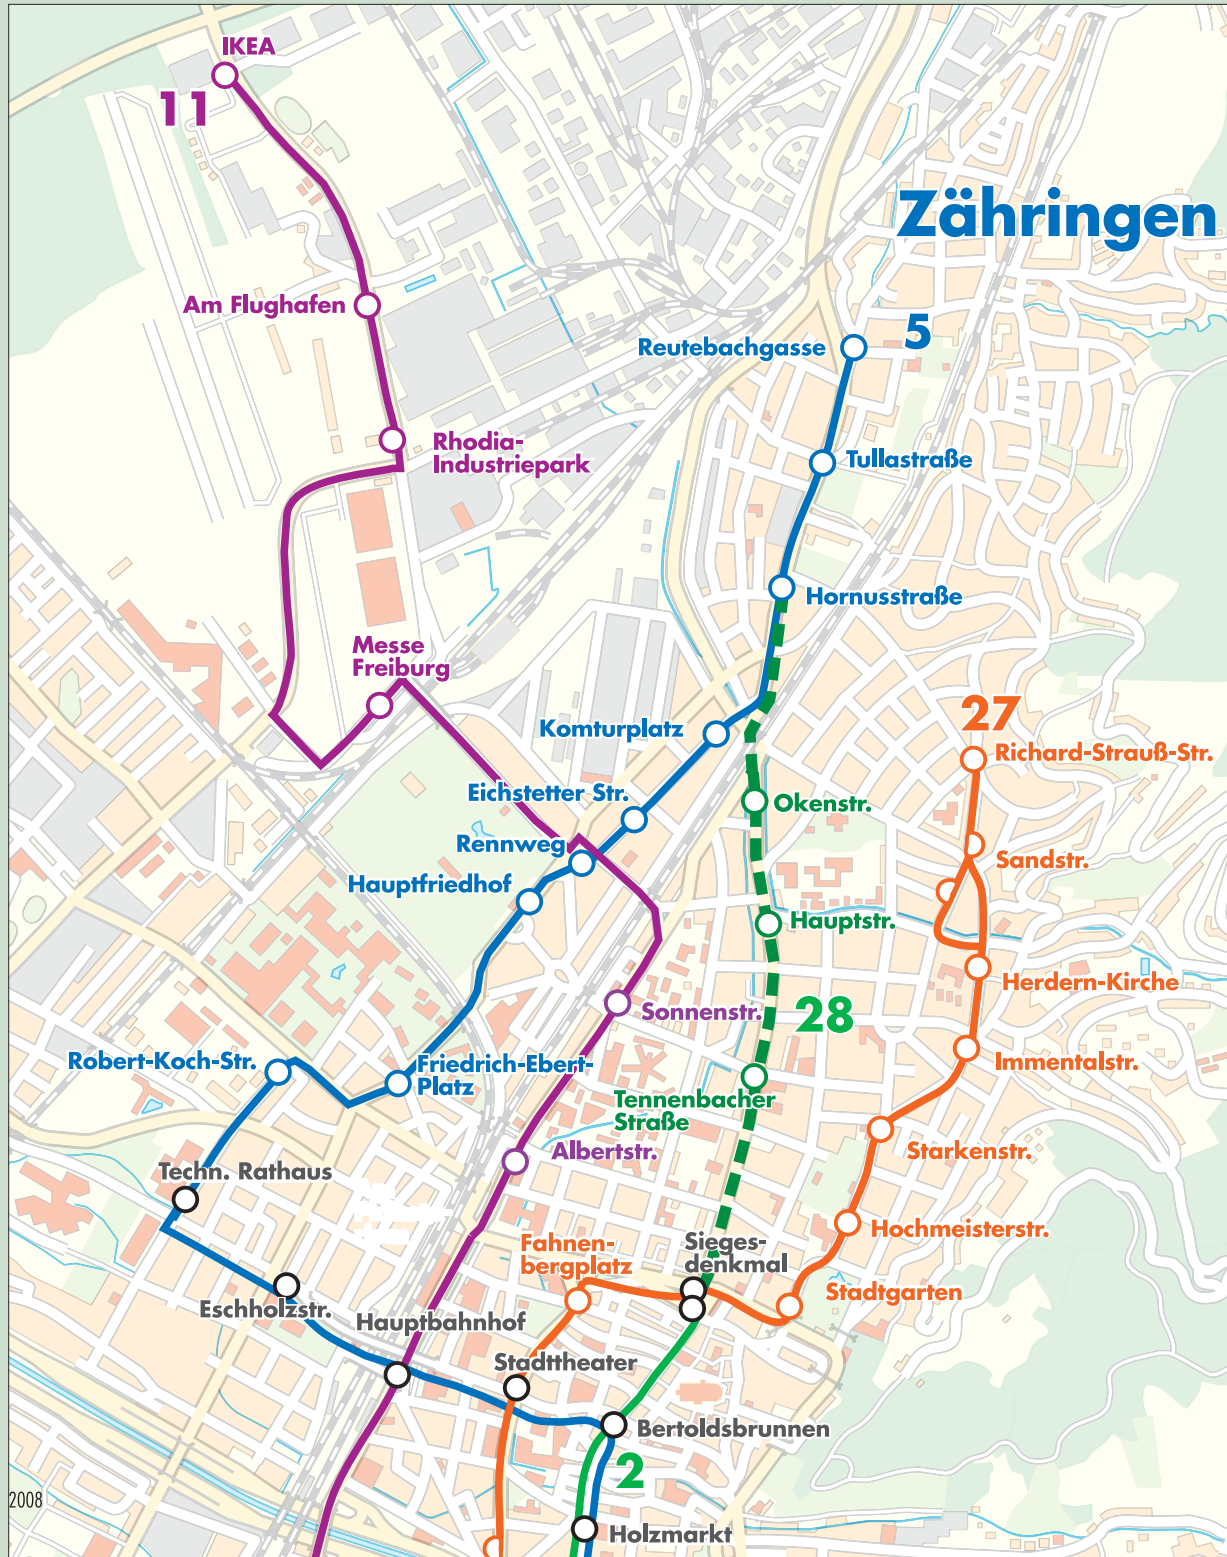 IKEA
11
Zähringen
Am Flughafen
5
Reutebachgasse
Rhodia-
Industriepark
Tullastraße
Hornusstraße
Messe
Freiburg
27
Komturplatz
Richard-Strauß-Str.
Eichstetter Str.
Okenstr.
Rennweg
Sandstr.
Hauptfriedhof
Hauptstr.
Herdern-Kirche
Sonnenstr.
28
Robert-Koch-Str.
Friedrich-Ebert-
Platz
Immentalstr.
Tennenbacher
Straße
Albertstr.
Starkenstr.
Techn. Rathaus
Hochmeisterstr.
Fahnen-
bergplatz
Sieges-
denkmal
Stadtgarten
Eschholzstr.
Hauptbahnhof
Stadttheater
Bertoldsbrunnen
2
2008
Holzmarkt